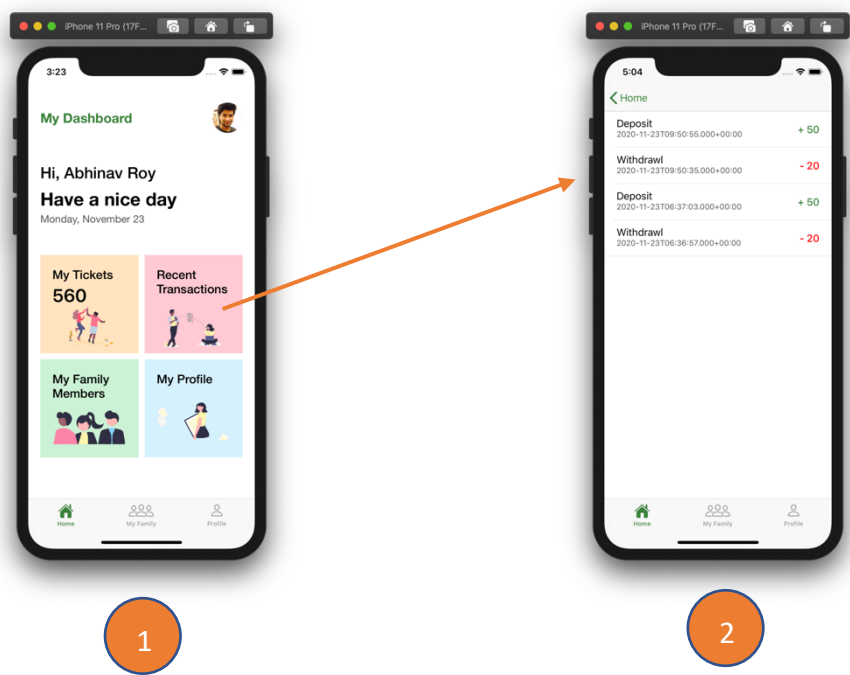 iPhone 11 Pro (17F...
3:23
My Dashboard
Hi, Abhinav Roy
Have a nice day
Monday, November 23
My Tickets
560
Recent
Transactions
My Family
Members
My Profile
Home
My Family
Profile
1
iPhone 11 Pro (17F...
5:04
Home
Deposit
2020-11-23T09:50:55.000+00:00
+ 50
Withdrawl
2020-11-23T09:50:35.000+00:00
- 20
Deposit
2020-11-23T06:37:03.000+00:00
+ 50
Withdrawl
2020-11-23T06:36:57.000+00:00
- 20
Home
My Family
Profile
2